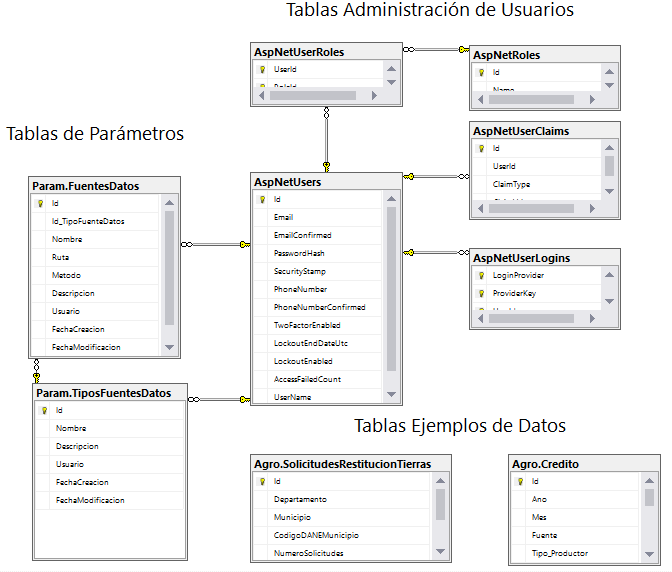 Tablas Administración de Usuarios
AspNetUserRoles
UserId
RoleId
AspNetRoles
Id
Name
AspNetUserClaims
Id
UserId
ClaimType
Tablas de Parámetros
Param.FuentesDatos
Id
Id_TipoFuenteDatos
Nombre
Ruta
Metodo
Descripcion
Usuario
FechaCreacion
FechaModificacion
AspNetUsers
Id
Email
EmailConfirmed
PasswordHash
SecurityStamp
PhoneNumber
PhoneNumberConfirmed
TwoFactorEnabled
LockoutEndDateUtc
LockoutEnabled
AccessFailedCount
UserName
AspNetUserLogins
LoginProvider
ProviderKey
Param.TiposFuentesDatos
Id
Nombre
Descripcion
Usuario
FechaCreacion
FechaModificacion
Tablas Ejemplos de Datos
Agro.SolicitudesRestitucionTierras
Id
Departamento
Municipio
CodigoDANEMunicipio
NumeroSolicitudes
Agro.Credito
Id
Ano
Mes
Fuente
Tipo_Productor